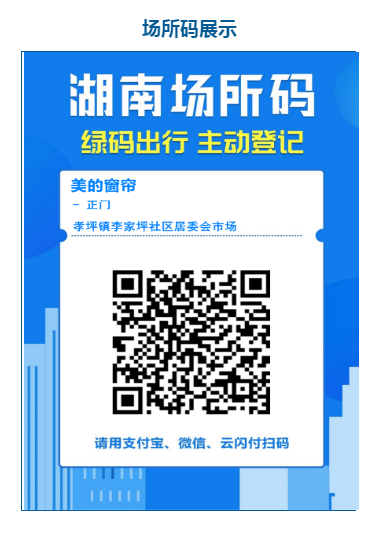 场所码展示
湖南场所码
绿码出行 主动登记
美的窗帘
- 正门
孝坪镇李家坪社区居委会市场
请用支付宝、微信、云闪付扫码